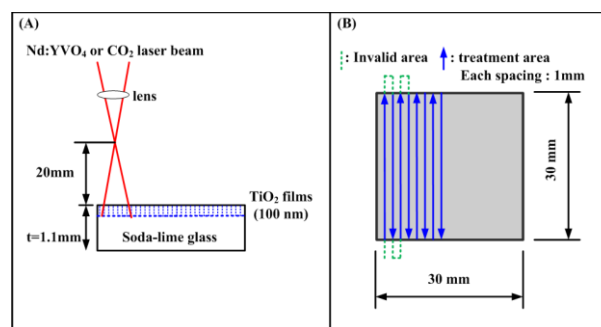 (A)
Nd:YVO₄ or CO₂ laser beam
lens
20mm
TiO₂ films
(100 nm)
t=1.1mm
Soda-lime glass
(B)
: Invalid area
: treatment area
Each spacing : 1mm
30 mm
30 mm